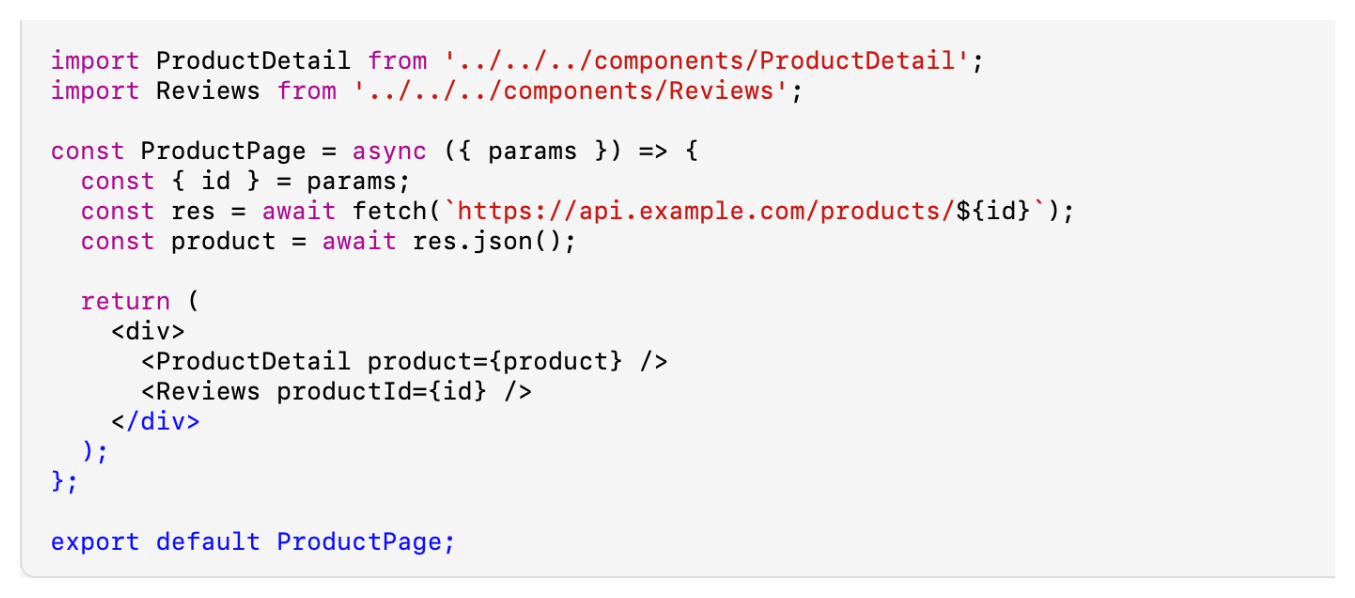 import ProductDetail from '../../../components/ProductDetail';
import Reviews from '../../../components/Reviews';

const ProductPage = async ({ params }) => {
  const { id } = params;
  const res = await fetch(`https://api.example.com/products/${id}`);
  const product = await res.json();

  return (
    <div>
      <ProductDetail product={product} />
      <Reviews productId={id} />
    </div>
  );
};

export default ProductPage;